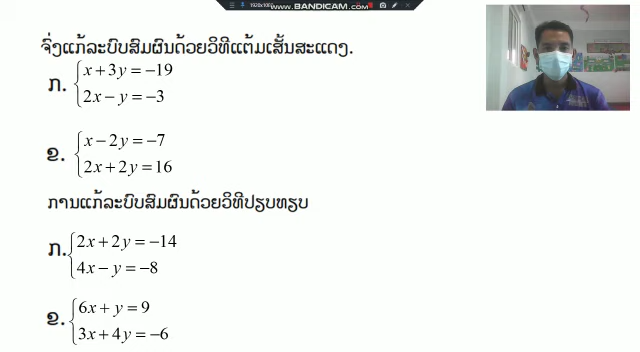 1920x1080
www.BANDICAM.com
ຈົ່ງແກ້ລະບົບສົມຜົນດ້ວຍວິທີແຕ້ມເສັ້ນສະແດງ.
ກ. { x + 3y = −19
2x − y = −3
ຂ. { x − 2y = −7
2x + 2y = 16
ການແກ້ລະບົບສົມຜົນດ້ວຍວິທີປຽບທຽບ
ກ. { 2x + 2y = −14
4x − y = −8
ຂ. { 6x + y = 9
3x + 4y = −6